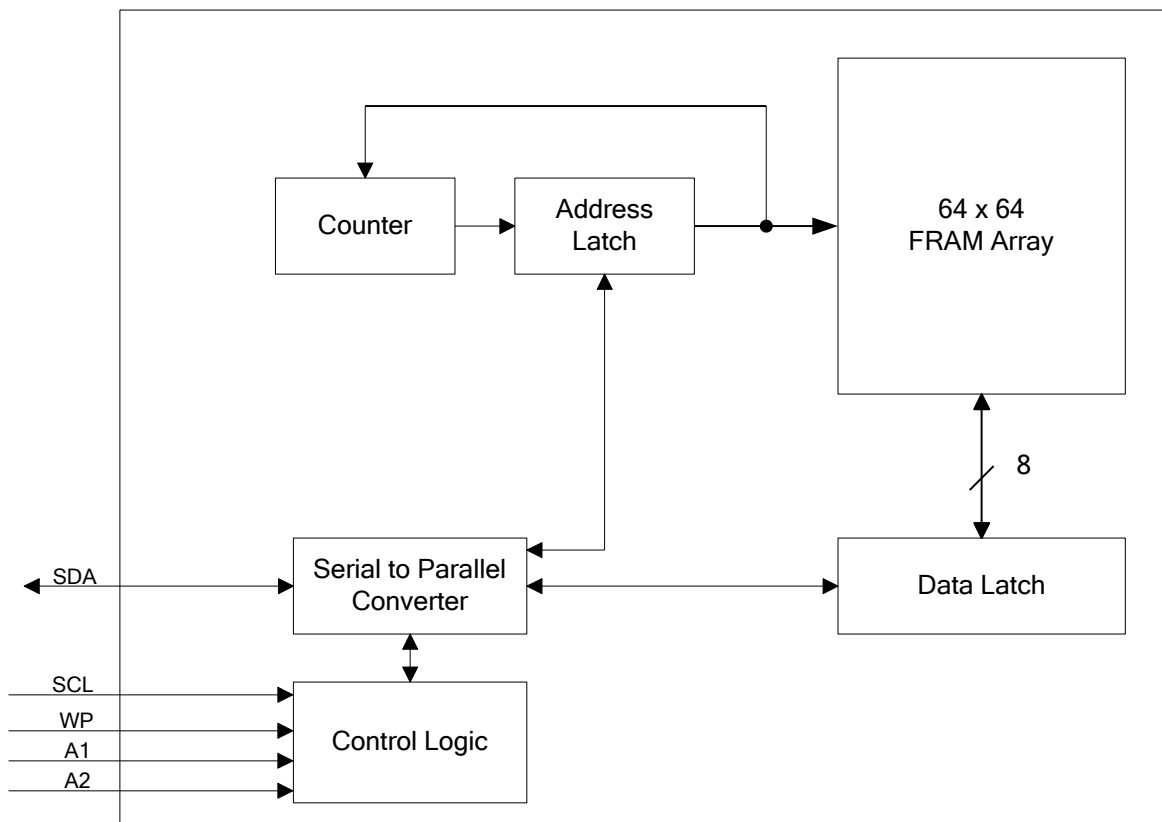 Counter
Address
Latch
64 x 64
FRAM Array
8
SDA
Serial to Parallel
Converter
Data Latch
SCL
WP
A1
A2
Control Logic